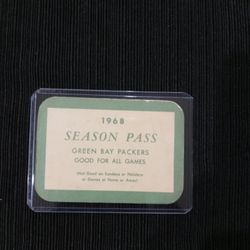 1968
SEASON PASS
GREEN BAY PACKERS
GOOD FOR ALL GAMES
(Not Good on Sundays or Holidays
or Games at Home or Away)